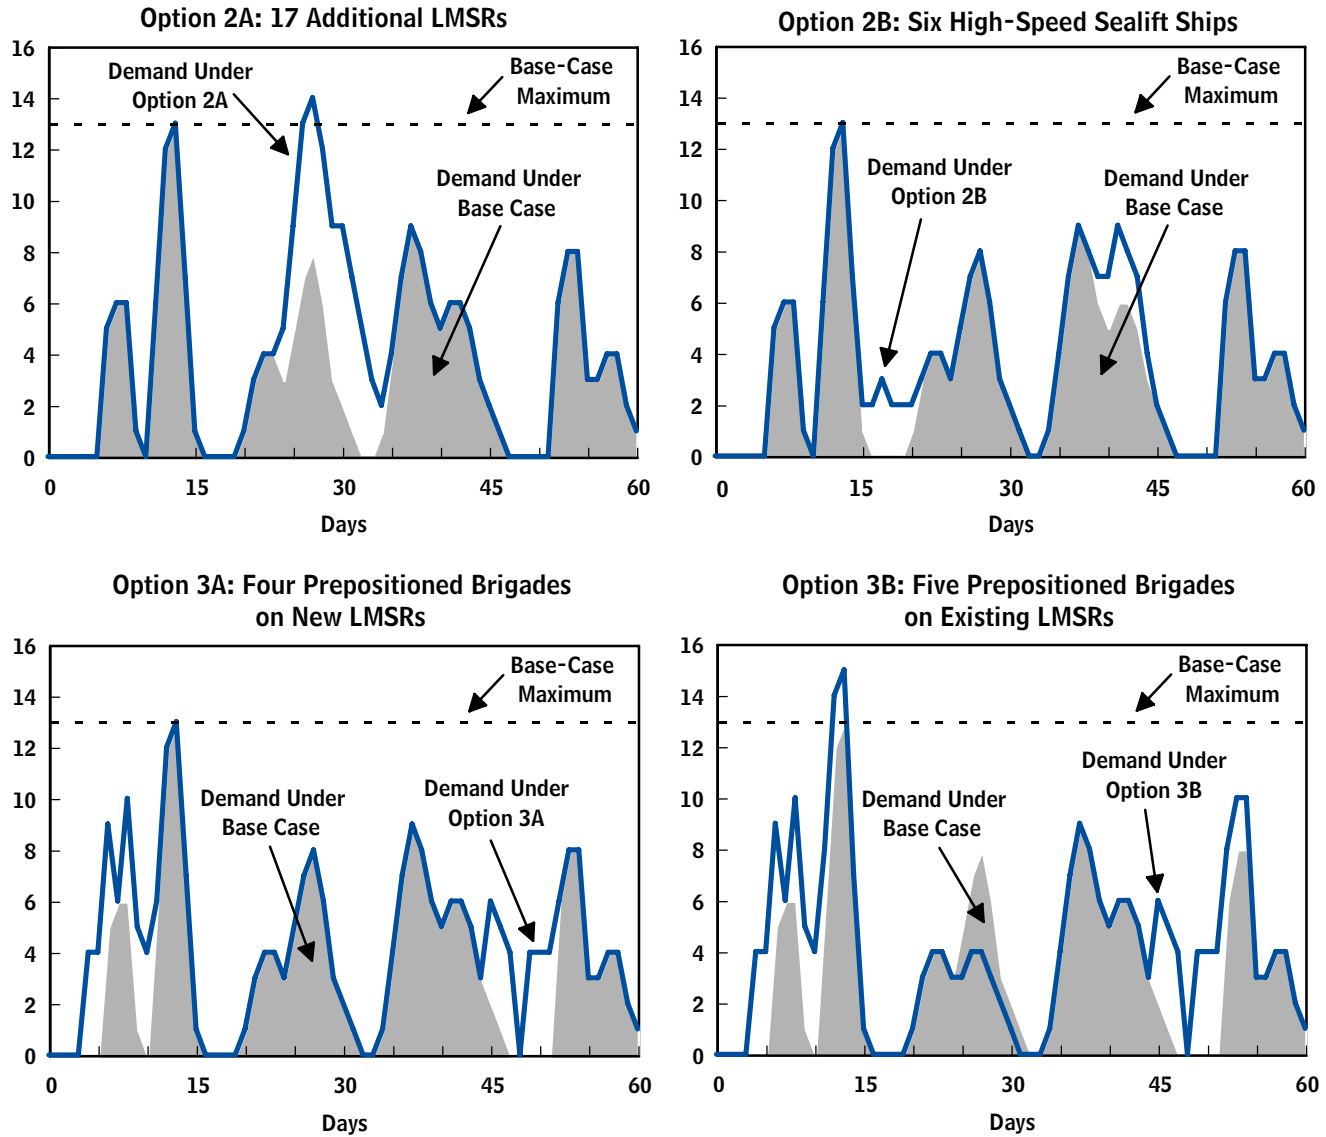 Option 2A: 17 Additional LMSRs
16
14
12
10
8
6
4
2
0
Demand Under
Option 2A
Base-Case
Maximum
Demand Under
Base Case
0 15 30 45 60
Days
Option 2B: Six High-Speed Sealift Ships
16
14
12
10
8
6
4
2
0
Base-Case
Maximum
Demand Under
Option 2B
Demand Under
Base Case
0 15 30 45 60
Days
Option 3A: Four Prepositioned Brigades
on New LMSRs
16
14
12
10
8
6
4
2
0
Base-Case
Maximum
Demand Under
Base Case
Demand Under
Option 3A
0 15 30 45 60
Days
Option 3B: Five Prepositioned Brigades
on Existing LMSRs
16
14
12
10
8
6
4
2
0
Base-Case
Maximum
Demand Under
Base Case
Demand Under
Option 3B
0 15 30 45 60
Days